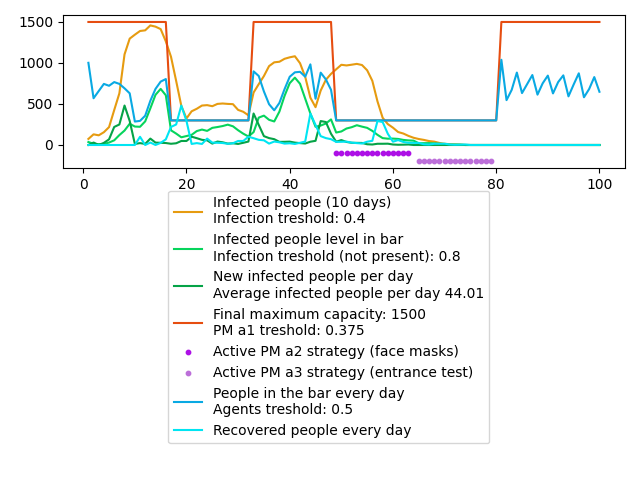 1500
1000
500
0
0
20
40
60
80
100
Infected people (10 days)
Infection treshold: 0.4
Infected people level in bar
Infection treshold (not present): 0.8
New infected people per day
Average infected people per day 44.01
Final maximum capacity: 1500
PM a1 treshold: 0.375
Active PM a2 strategy (face masks)
Active PM a3 strategy (entrance test)
People in the bar every day
Agents treshold: 0.5
Recovered people every day